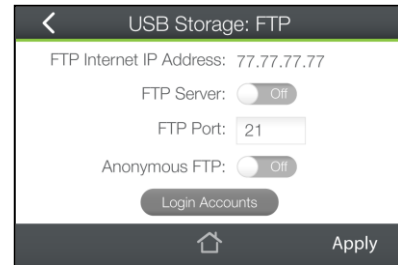 USB Storage: FTP
FTP Internet IP Address: 77.77.77.77
FTP Server: Off
FTP Port: 21
Anonymous FTP: Off
Login Accounts
Apply